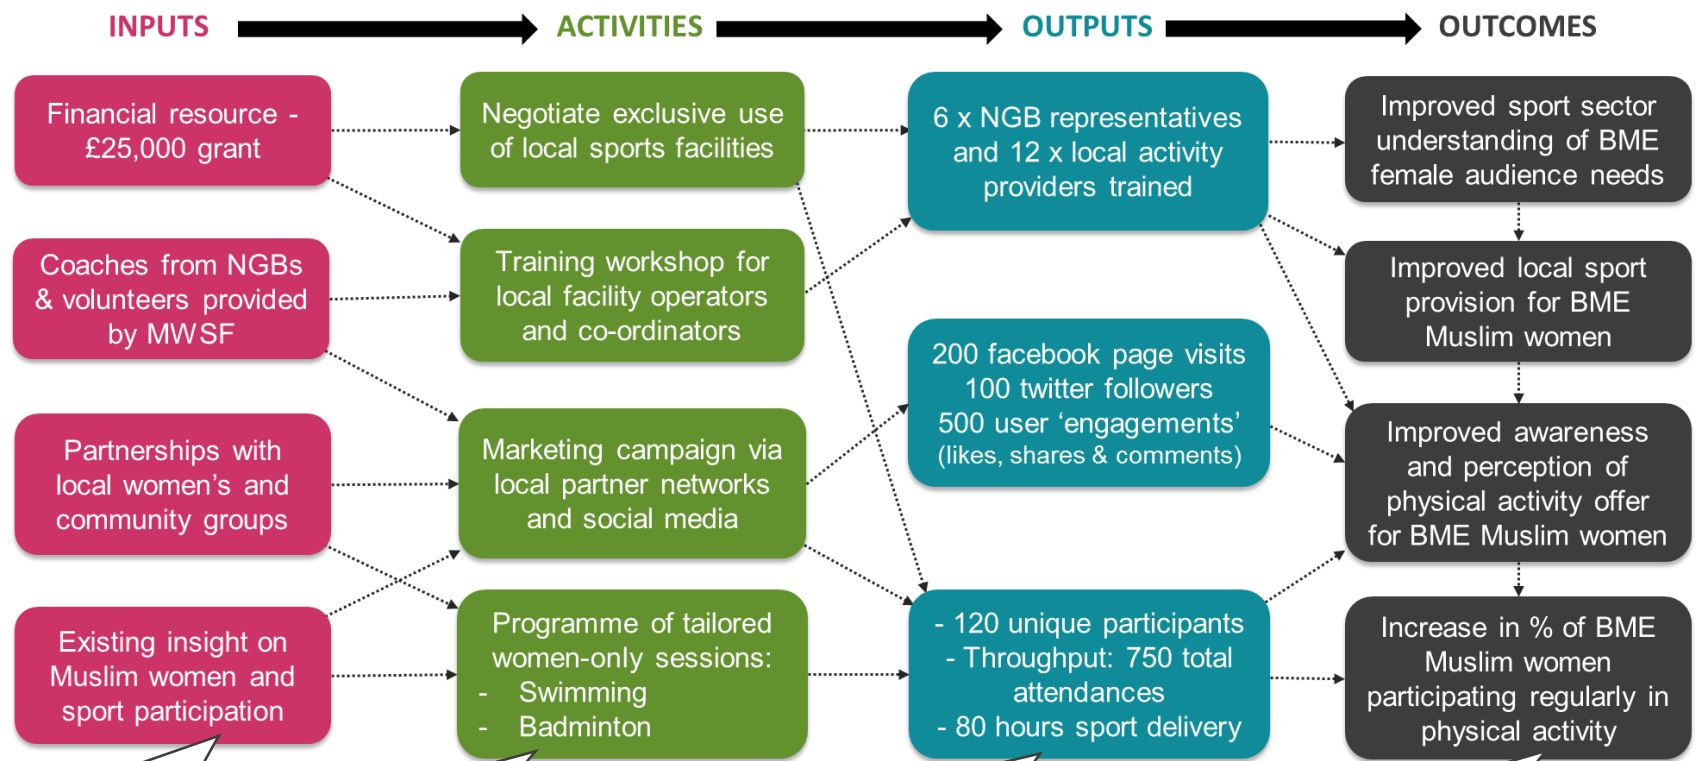 INPUTS
ACTIVITIES
OUTPUTS
OUTCOMES
Financial resource -
£25,000 grant
Coaches from NGBs
& volunteers provided
by MWSF
Partnerships with
local women’s and
community groups
Existing insight on
Muslim women and
sport participation
Negotiate exclusive use
of local sports facilities
Training workshop for
local facility operators
and co-ordinators
Marketing campaign via
local partner networks
and social media
Programme of tailored
women-only sessions:
- Swimming
- Badminton
6 x NGB representatives
and 12 x local activity
providers trained
200 facebook page visits
100 twitter followers
500 user ‘engagements’
(likes, shares & comments)
- 120 unique participants
- Throughput: 750 total
attendances
- 80 hours sport delivery
Improved sport sector
understanding of BME
female audience needs
Improved local sport
provision for BME
Muslim women
Improved awareness
and perception of
physical activity offer
for BME Muslim women
Increase in % of BME
Muslim women
participating regularly in
physical activity